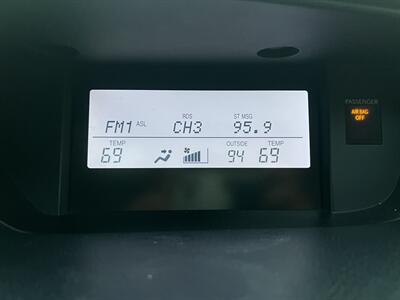 RDS ST MSG
FM1 ASL CH3 95.9
TEMP OUTSIDE TEMP
69 94 69
PASSENGER
AIR BAG
OFF